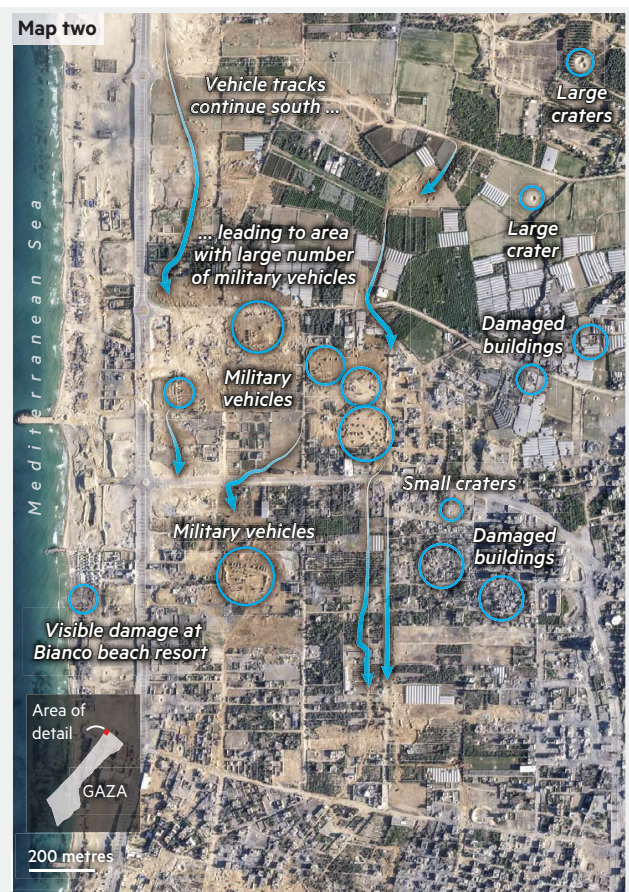 Map two
Vehicle tracks
continue south ...
Large
craters
... leading to area
with large number
of military vehicles
Large
crater
Mediterranean Sea
Damaged
buildings
Military
vehicles
Small craters
Military vehicles
Damaged
buildings
Visible damage at
Bianco beach resort
Area of
detail
GAZA
200 metres